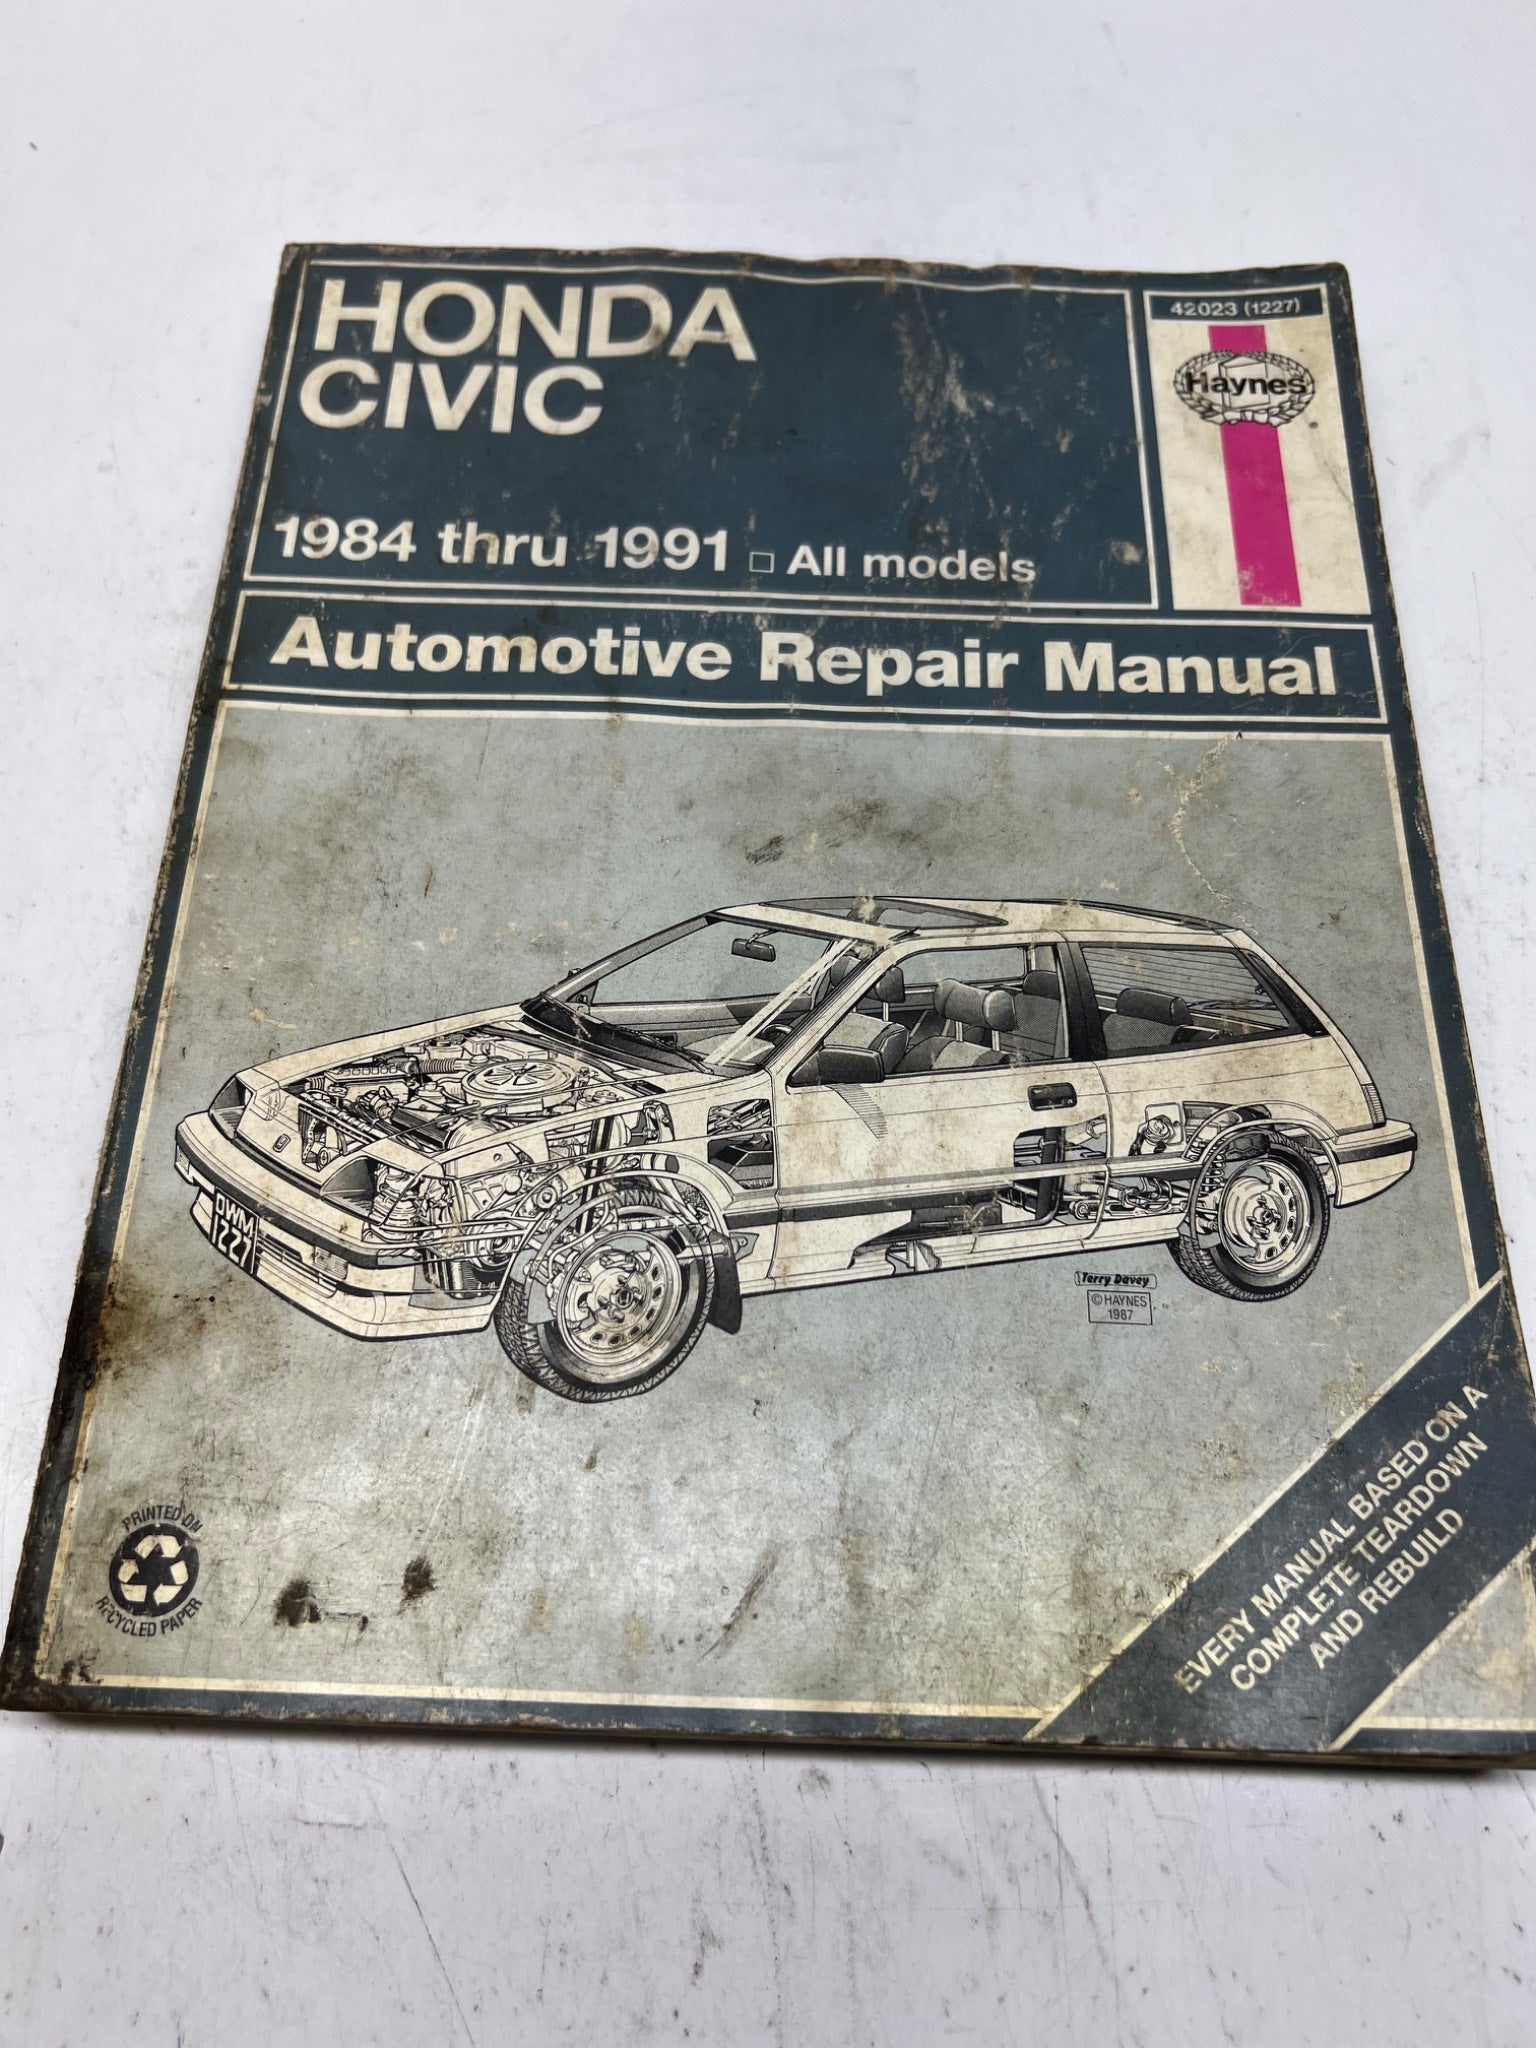 HONDA
CIVIC
1984 thru 1991 □ All models
42023 (1227)
Haynes
®
Automotive Repair Manual
DWM
1227
Terry Davey
© HAYNES
1987
PRINTED ON
RECYCLED PAPER
EVERY MANUAL BASED ON A
COMPLETE TEARDOWN
AND REBUILD